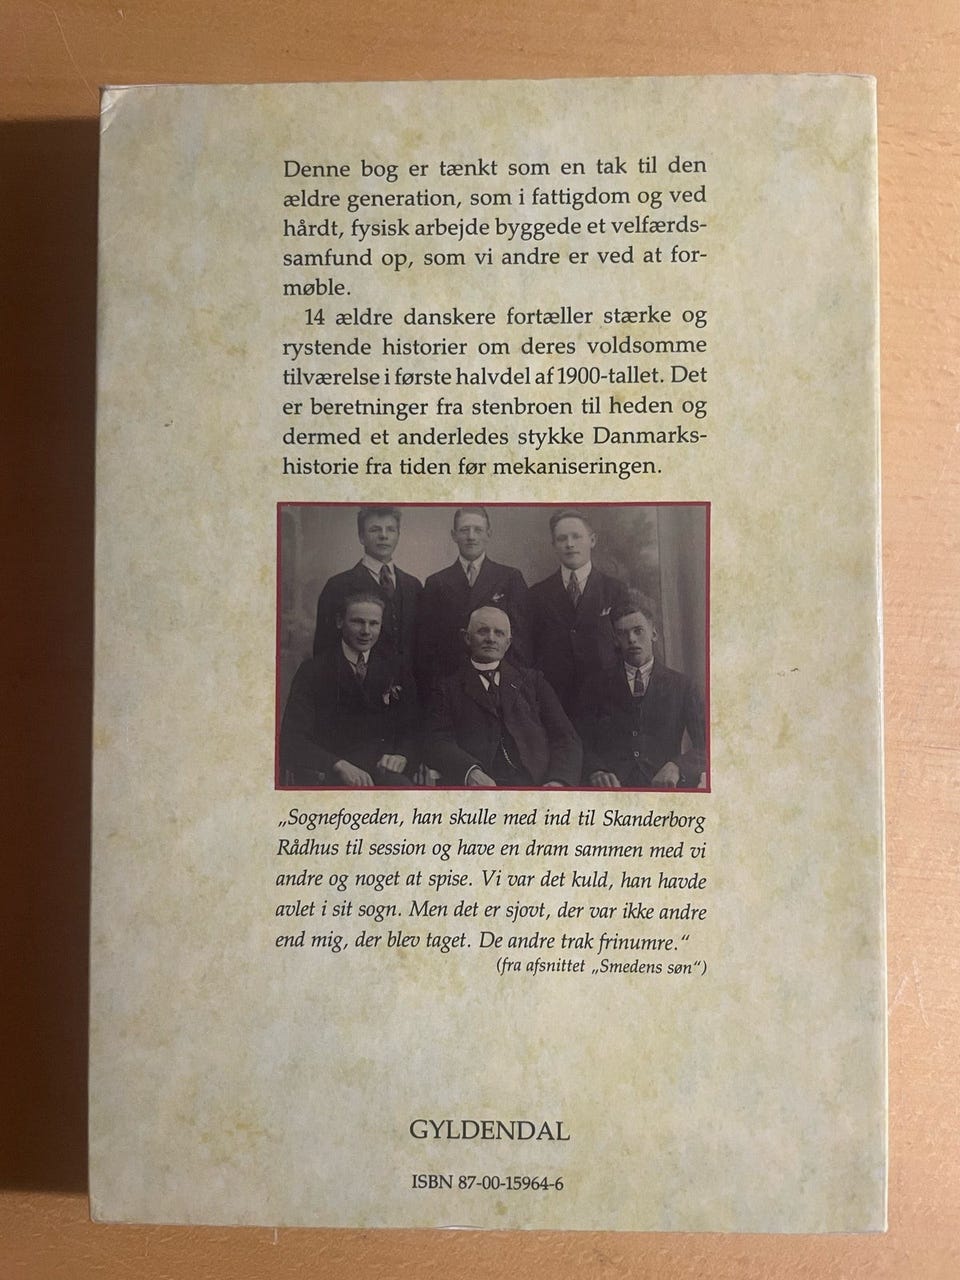 Denne bog er tænkt som en tak til den
ældre generation, som i fattigdom og ved
hårdt, fysisk arbejde byggede et velfærds-
samfund op, som vi andre er ved at for-
møble.
14 ældre danskere fortæller stærke og
rystende historier om deres voldsomme
tilværelse i første halvdel af 1900-tallet. Det
er beretninger fra stenbroen til heden og
dermed et anderledes stykke Danmarks-
historie fra tiden før mekaniseringen.
„Sognefogeden, han skulle med ind til Skanderborg
Rådhus til session og have en dram sammen med vi
andre og noget at spise. Vi var det kuld, han havde
avlet i sit sogn. Men det er sjovt, der var ikke andre
end mig, der blev taget. De andre trak frinumre.“
(fra afsnittet „Smedens søn“)
GYLDENDAL
ISBN 87-00-15964-6